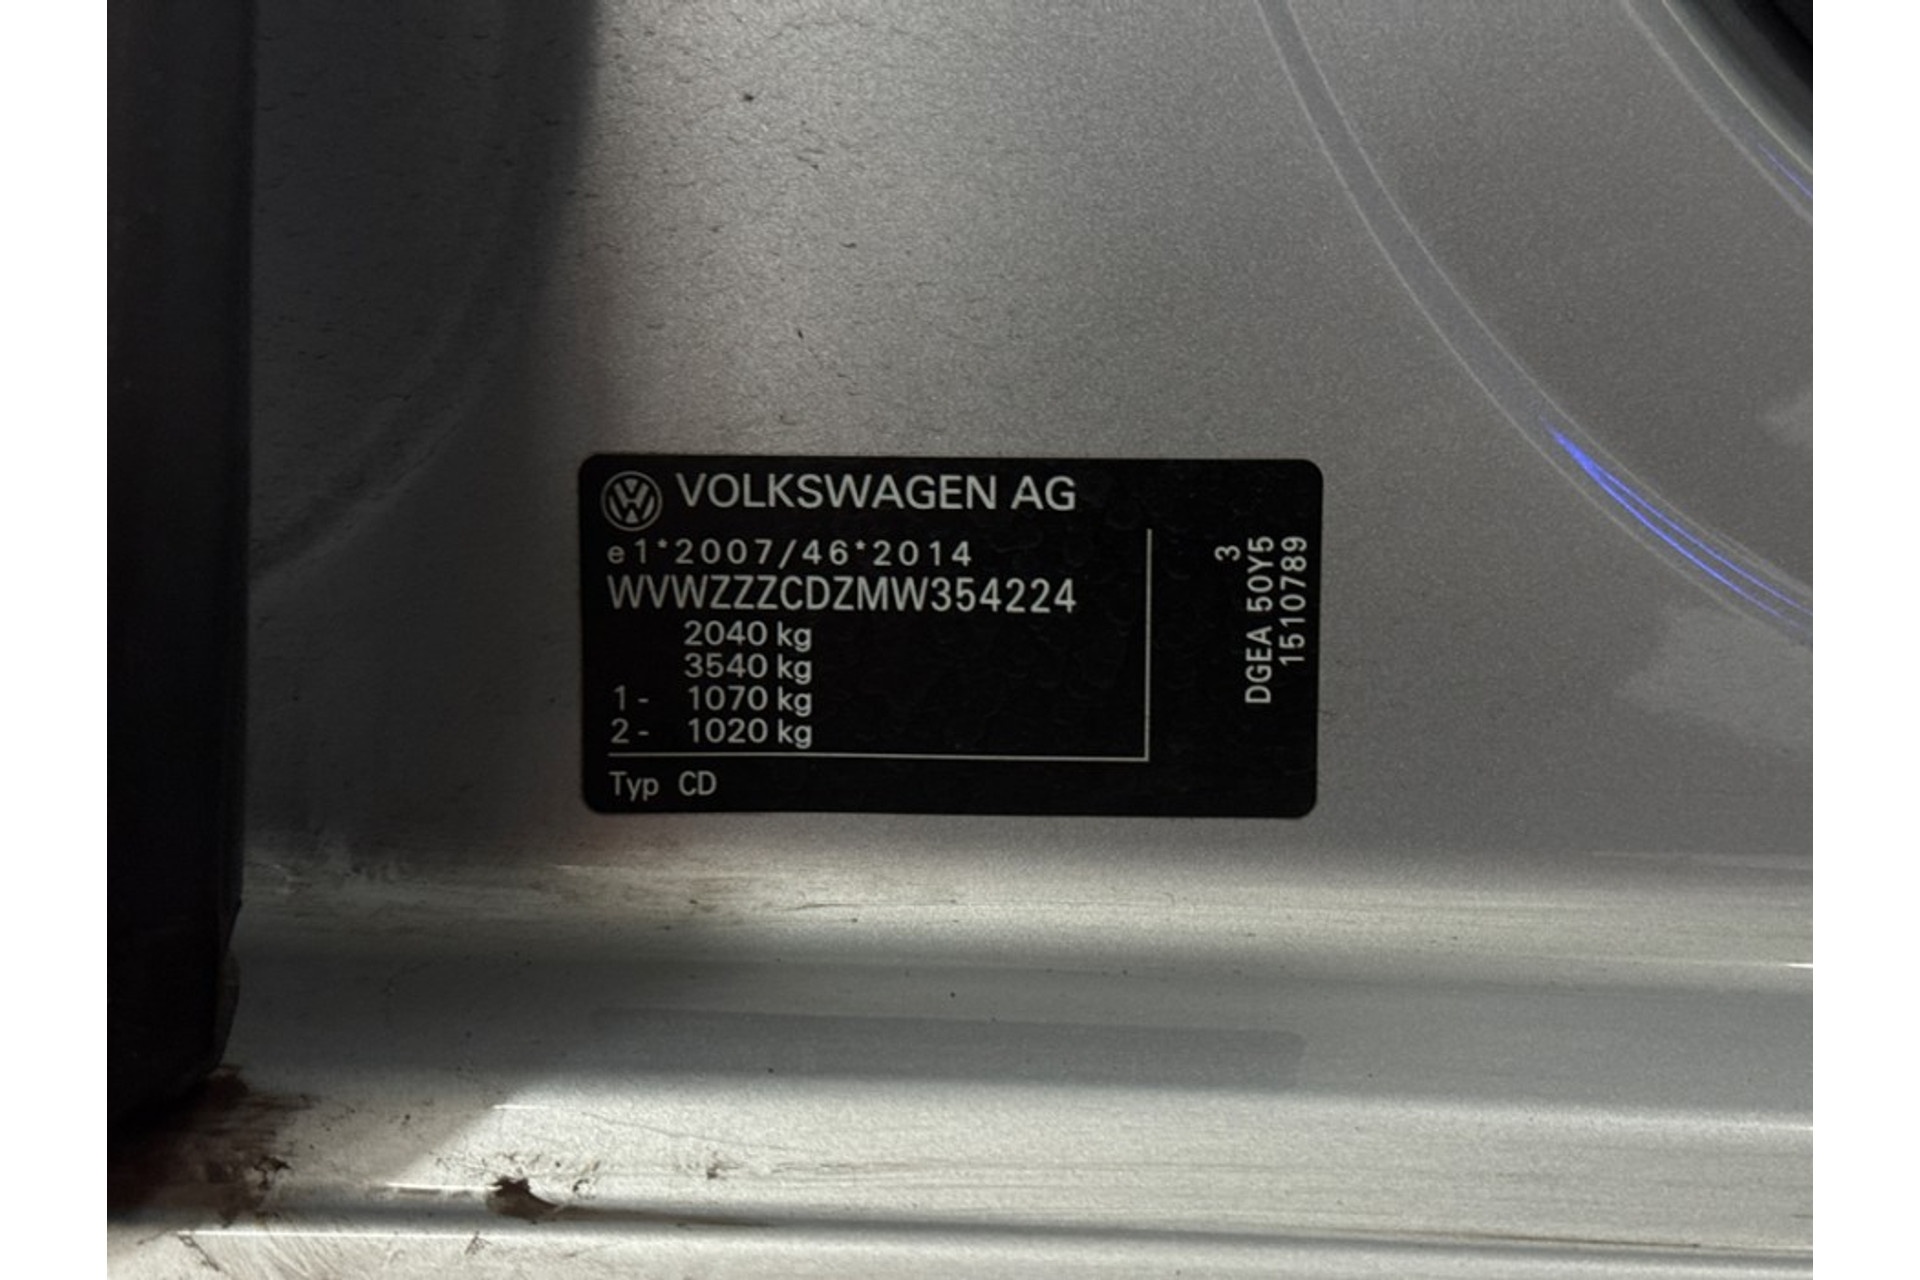 VOLKSWAGEN AG
e1*2007/46*2014
WVWZZZCDZMW354224
2040 kg
3540 kg
1- 1070 kg
2- 1020 kg
Typ CD
3
DGEA 50Y5
1510789